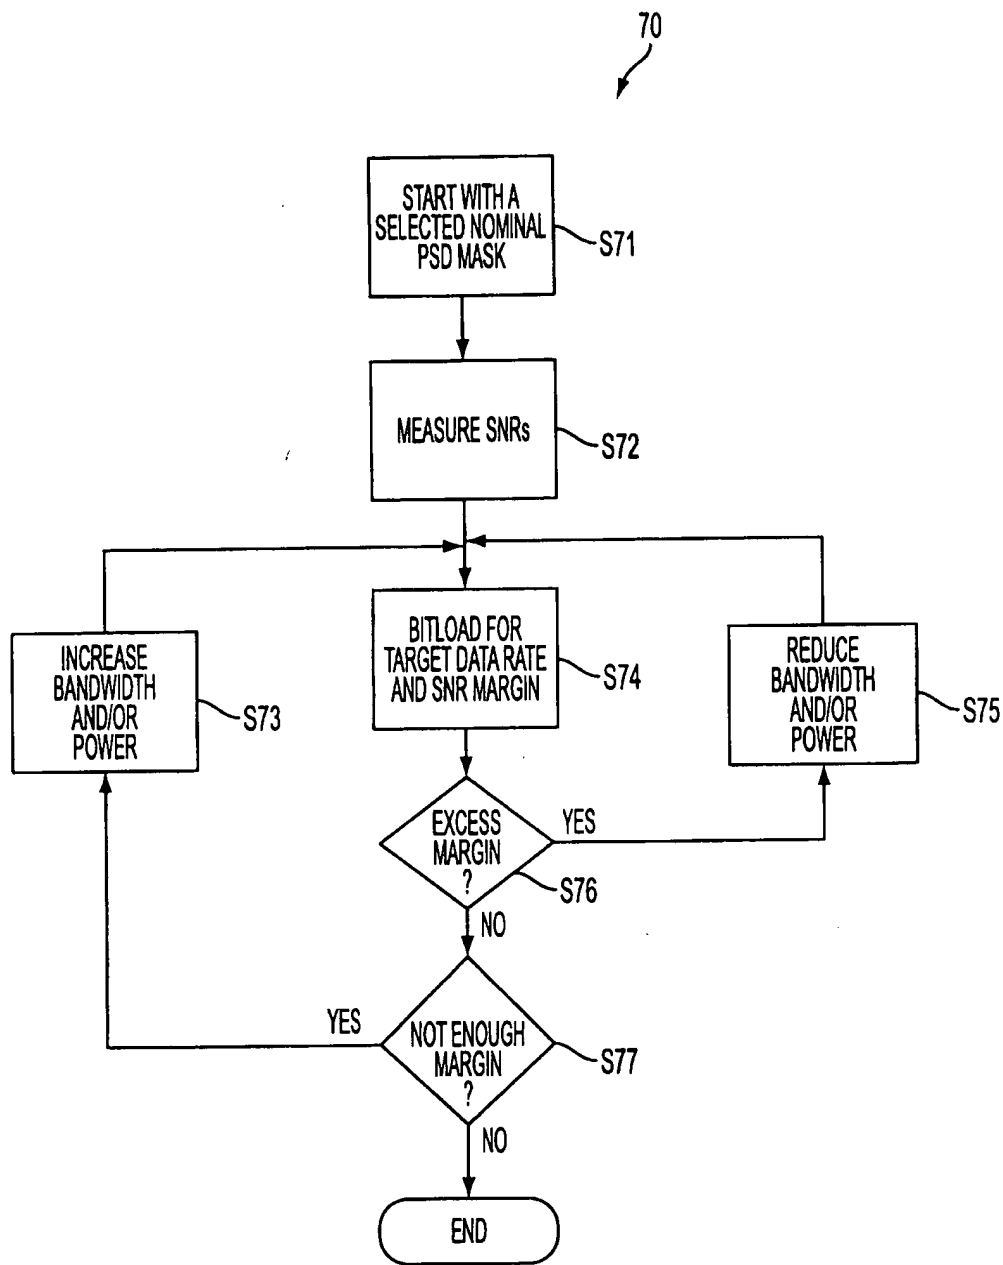 70
START WITH A
SELECTED NOMINAL
PSD MASK
S71
MEASURE SNRs
S72
BITLOAD FOR
TARGET DATA RATE
AND SNR MARGIN
S74
INCREASE
BANDWIDTH
AND/OR
POWER
S73
REDUCE
BANDWIDTH
AND/OR
POWER
S75
EXCESS
MARGIN
?
YES
S76
NO
YES
NOT ENOUGH
MARGIN
?
S77
NO
END